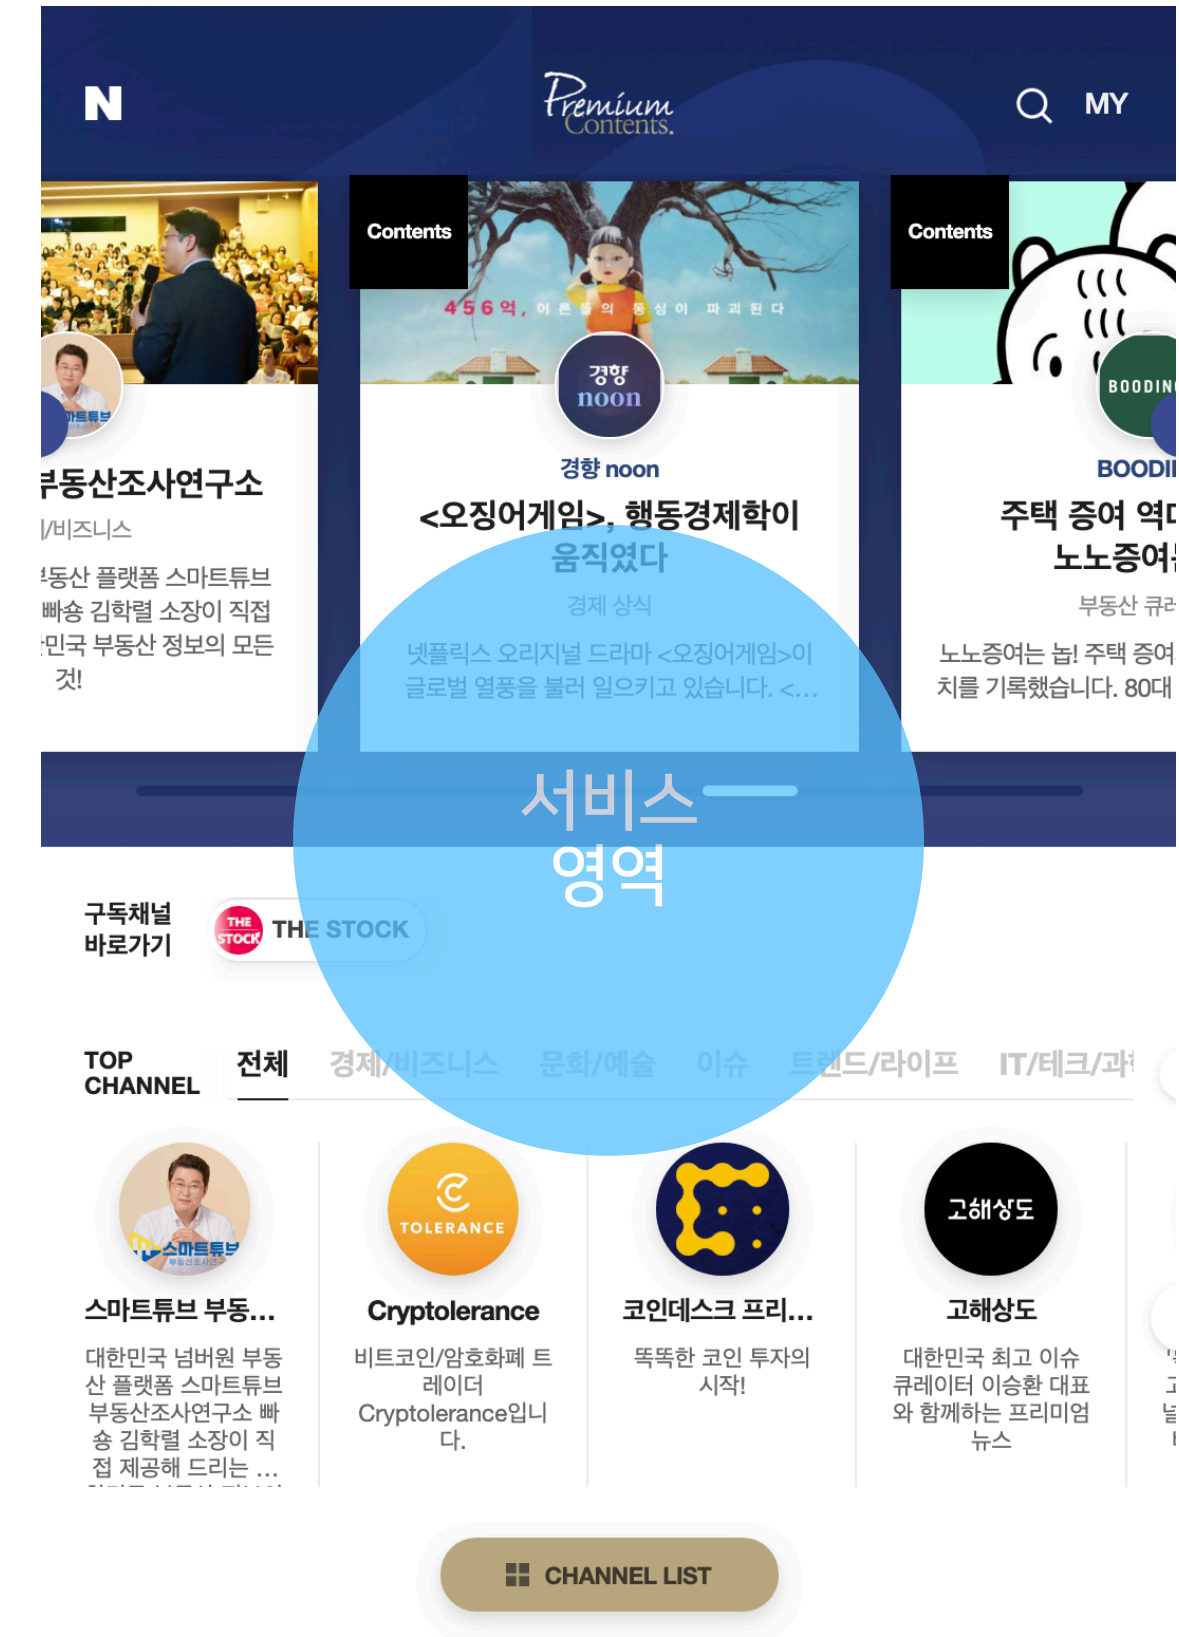 N
Premium
Contents.
MY
스마트튜브
부동산조사연구소
/비즈니스
부동산 플랫폼 스마트튜브
빠숑 김학렬 소장이 직접
민국 부동산 정보의 모든
것!
Contents
456억, 어른들의 동심이 파괴된다
경향
noon
경향 noon
<오징어게임>, 행동경제학이
움직였다
경제 상식
넷플릭스 오리지널 드라마 <오징어게임>이
글로벌 열풍을 불러 일으키고 있습니다. <...
Contents
BOODIN
BOODI
주택 증여 역
노노증여
부동산 큐
노노증여는 놉! 주택 증여
치를 기록했습니다. 80대
서비스
영역
구독채널
바로가기
THE
STOCK
THE STOCK
TOP
CHANNEL
전체
경제/비즈니스
문화/예술
이슈
트렌드/라이프
IT/테크/과
스마트튜브
부동산조사연구
스마트튜브 부동...
대한민국 넘버원 부동
산 플랫폼 스마트튜브
부동산조사연구소 빠
숑 김학렬 소장이 직
접 제공해 드리는 ...
TOLERANCE
Cryptolerance
비트코인/암호화폐 트
레이더
Cryptolerance입니
다.
코인데스크 프리...
똑똑한 코인 투자의
시작!
고해상도
고해상도
대한민국 최고 이슈
큐레이터 이승환 대표
와 함께하는 프리미엄
뉴스
CHANNEL LIST